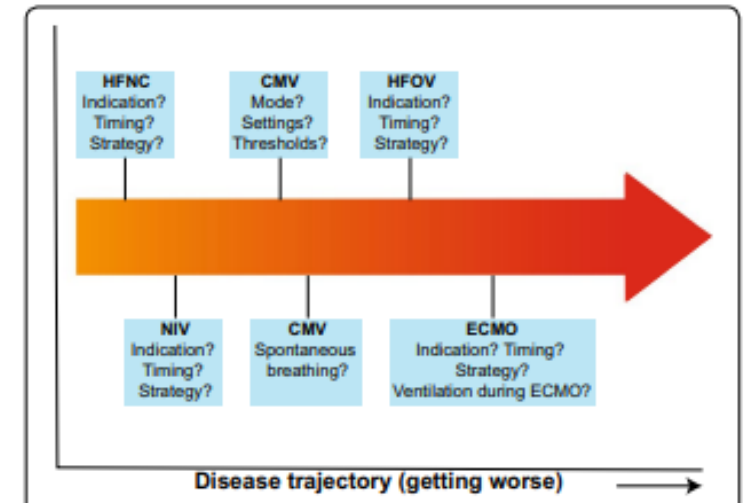 HFNC
Indication?
Timing?
Strategy?
CMV
Mode?
Settings?
Thresholds?
HFOV
Indication?
Timing?
Strategy?
NIV
Indication?
Timing?
Strategy?
CMV
Spontaneous
breathing?
ECMO
Indication? Timing?
Strategy?
Ventilation during ECMO?
Disease trajectory (getting worse)